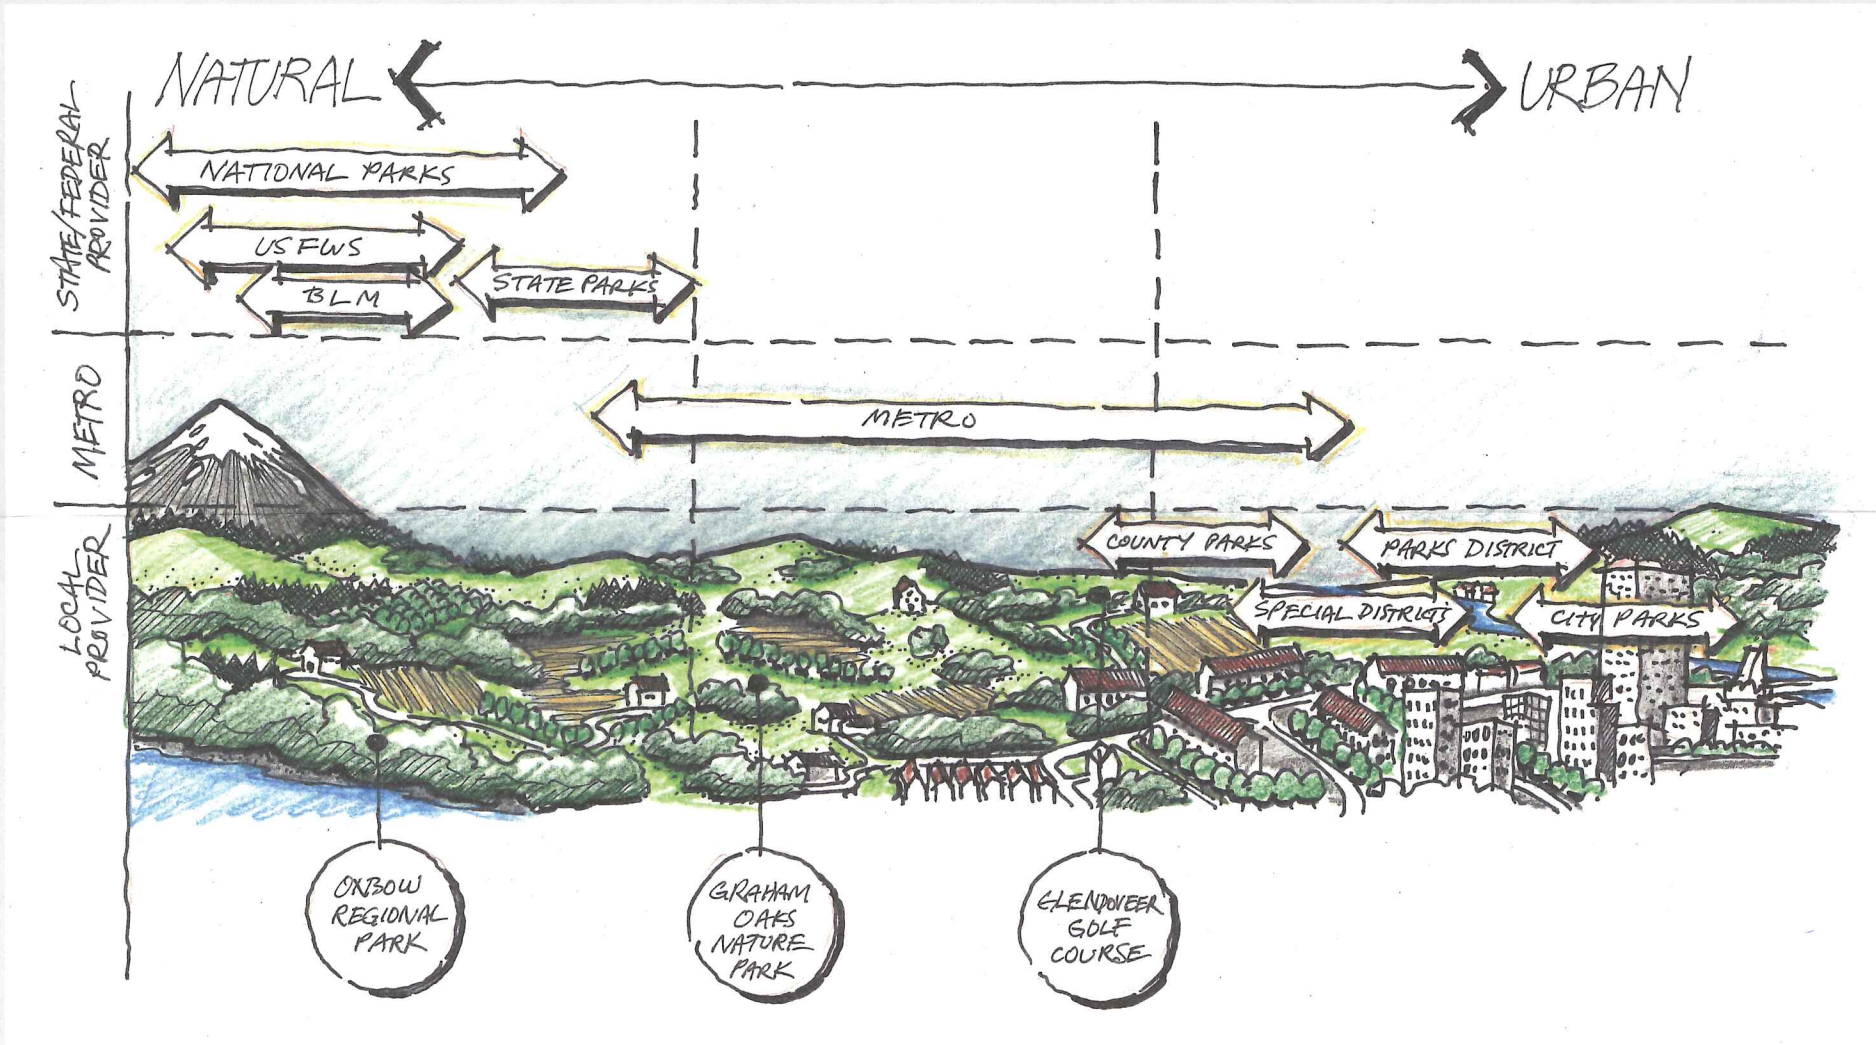 NATURAL
URBAN
STATE/FEDERAL
PROVIDER
NATIONAL PARKS
USFWS
BLM
STATE PARKS
METRO
METRO
LOCAL
PROVIDER
COUNTY PARKS
PARKS DISTRICT
SPECIAL DISTRICTS
CITY PARKS
OXBOW
REGIONAL
PARK
GRAHAM
OAKS
NATURE
PARK
GLENDOVEER
GOLF
COURSE